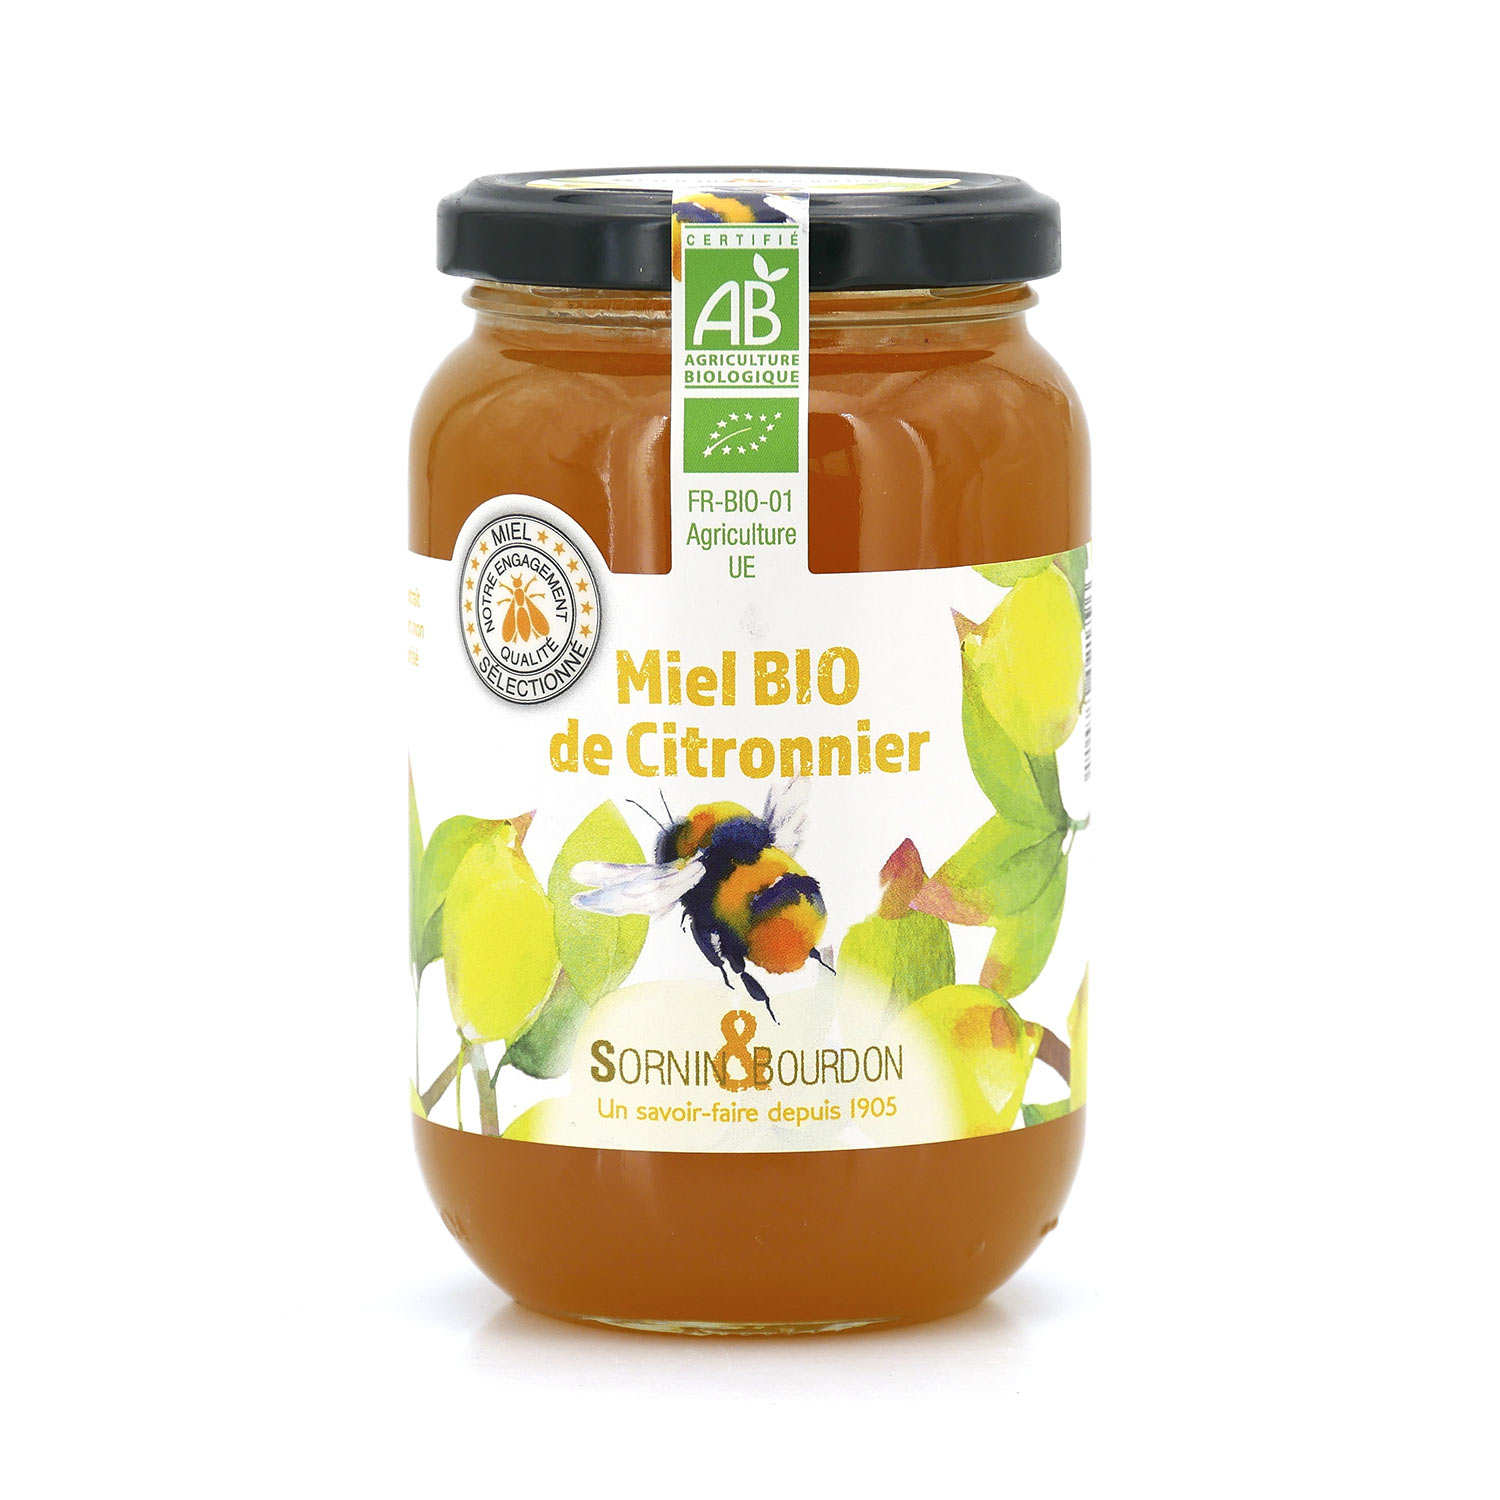 CERTIFIÉ
AB
AGRICULTURE
BIOLOGIQUE
FR-BIO-01
Agriculture
UE
MIEL
NOTRE ENGAGEMENT
QUALITÉ
SÉLECTIONNÉ
Miel BIO
de Citronnier
SORNIN & BOURDON
Un savoir-faire depuis 1905